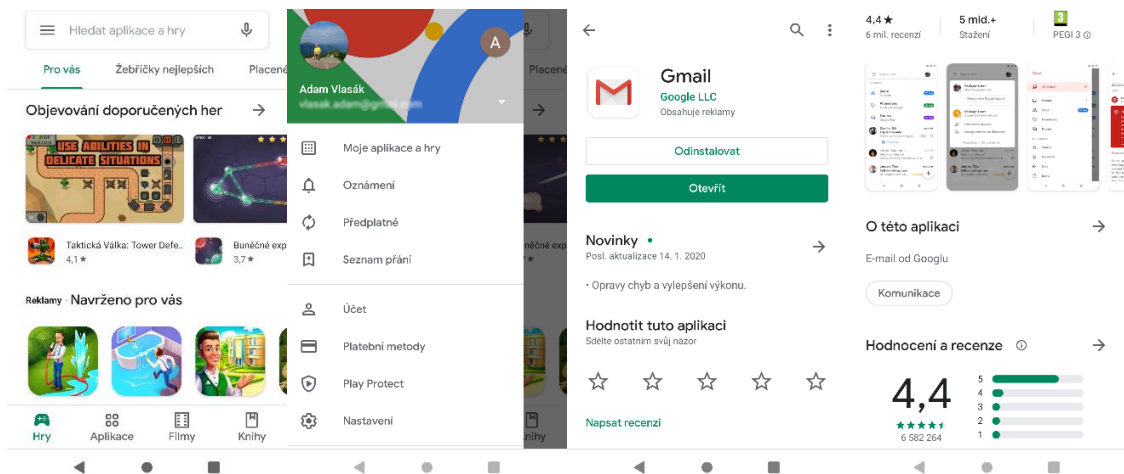 Hledat aplikace a hry
Pro vás
Žebříčky nejlepších
Placené
Objevování doporučených her
USE ABILITIES IN
DELICATE SITUATIONS
Taktická Válka: Tower Defe..
4,1★
Buněčné exp
3,7★
Reklamy · Navrženo pro vás
Hry
Aplikace
Filmy
Knihy
A
Adam Vlasák
Moje aplikace a hry
Oznámení
Předplatné
Seznam přání
Účet
Platební metody
Play Protect
Nastavení
Placené
něčné exp
nihy
Gmail
Google LLC
Obsahuje reklamy
Odinstalovat
Otevřít
Novinky
Posl. aktualizace 14. 1. 2020
• Opravy chyb a vylepšení výkonu.
Hodnotit tuto aplikaci
Sdělte ostatním svůj názor
Napsat recenzi
4,4★
6 mil. recenzí
5 mld.+
Stažení
3
PEGI 3
O této aplikaci
E-mail od Googlu
Komunikace
Hodnocení a recenze
4,4
6 582 264
5
4
3
2
1